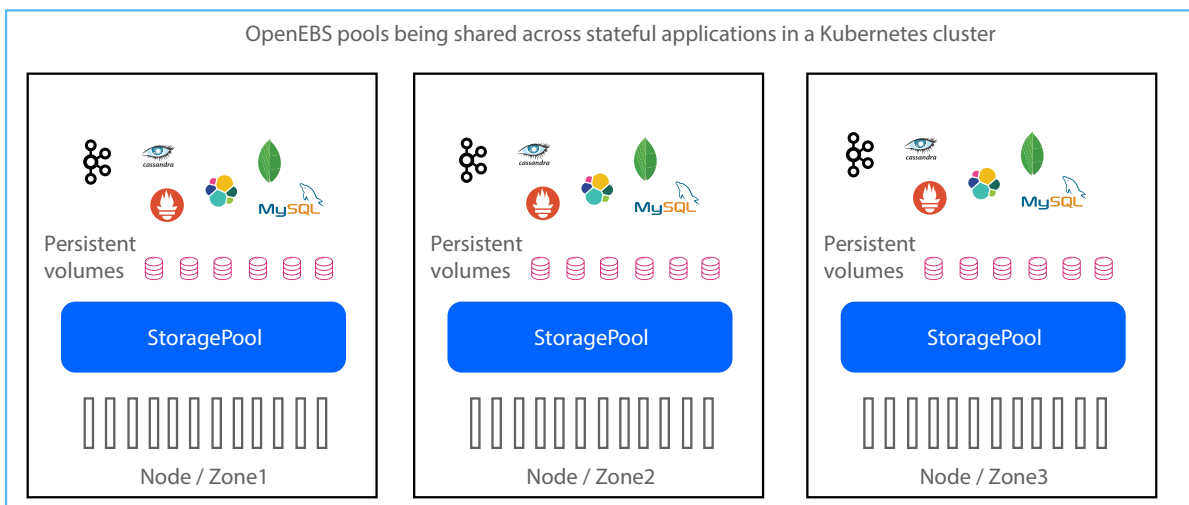 OpenEBS pools being shared across stateful applications in a Kubernetes cluster
cassandra
MySQL
Persistent
volumes
StoragePool
Node / Zone1
cassandra
MySQL
Persistent
volumes
StoragePool
Node / Zone2
cassandra
MySQL
Persistent
volumes
StoragePool
Node / Zone3